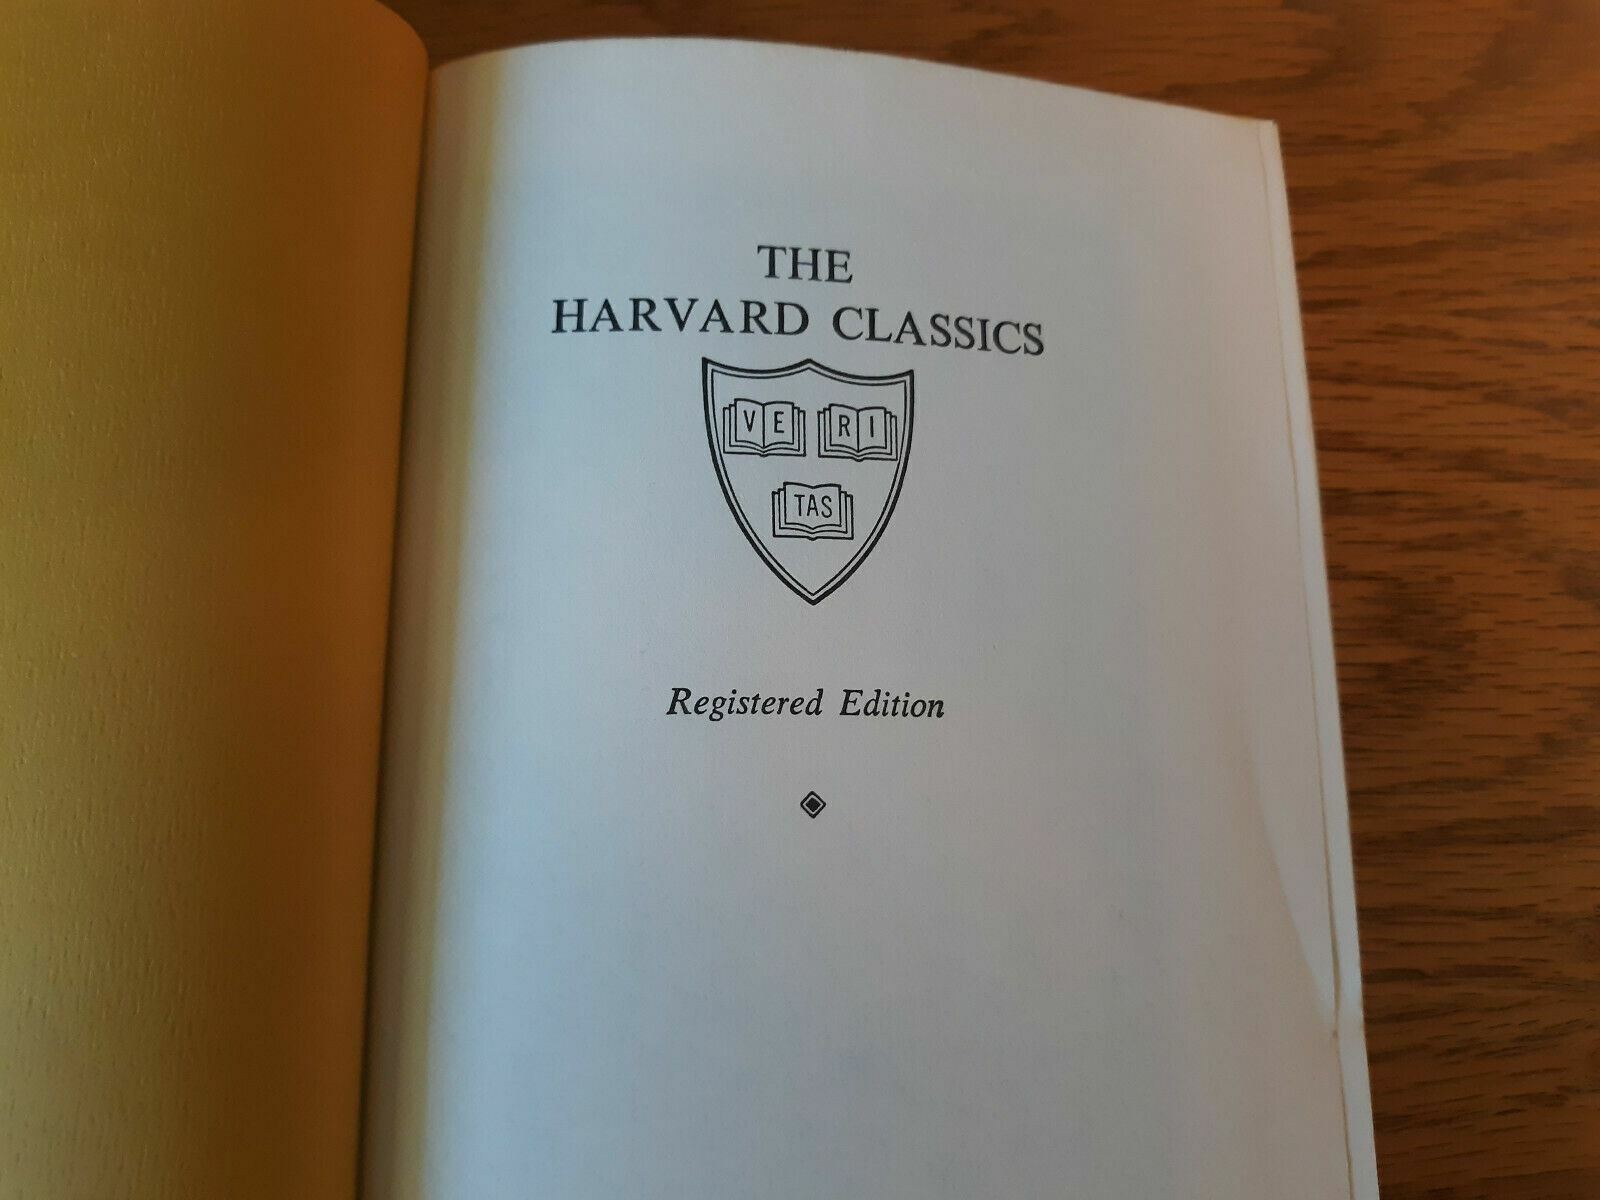 THE
HARVARD CLASSICS
VE RI
TAS
Registered Edition